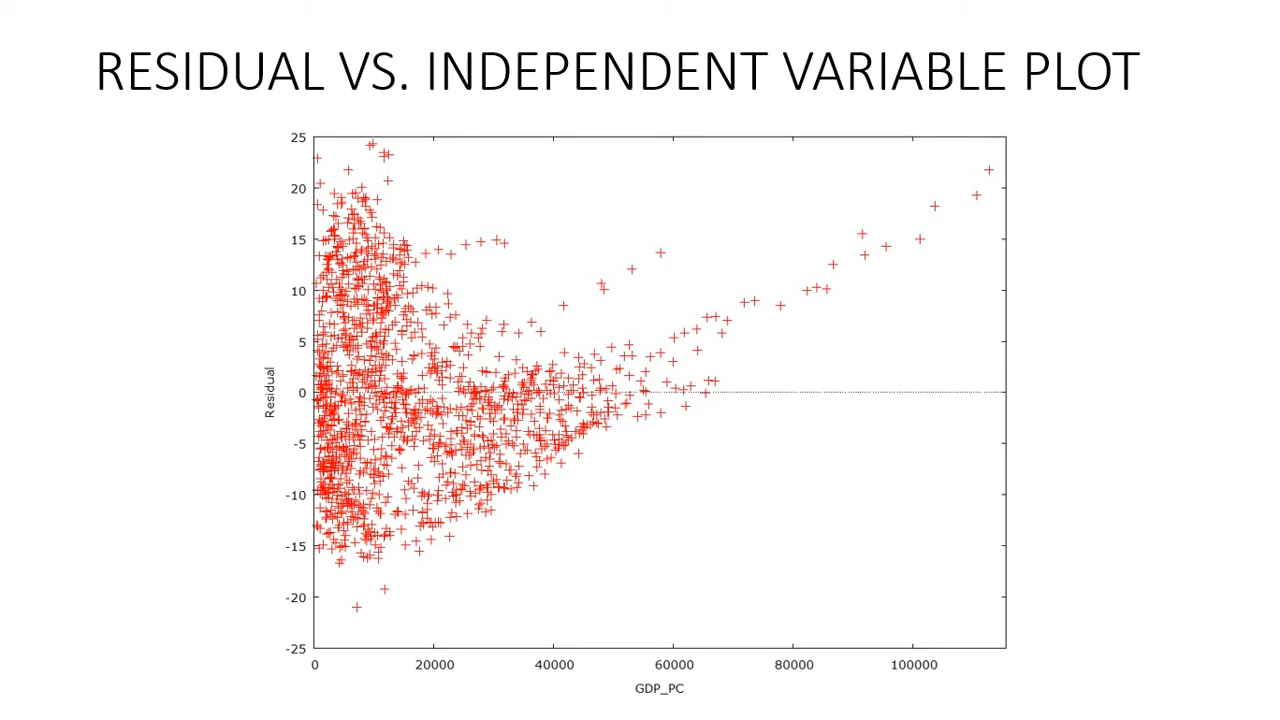 RESIDUAL VS. INDEPENDENT VARIABLE PLOT
25
20
15
10
5
0
-5
-10
-15
-20
-25
Residual
0 20000 40000 60000 80000 100000
GDP_PC